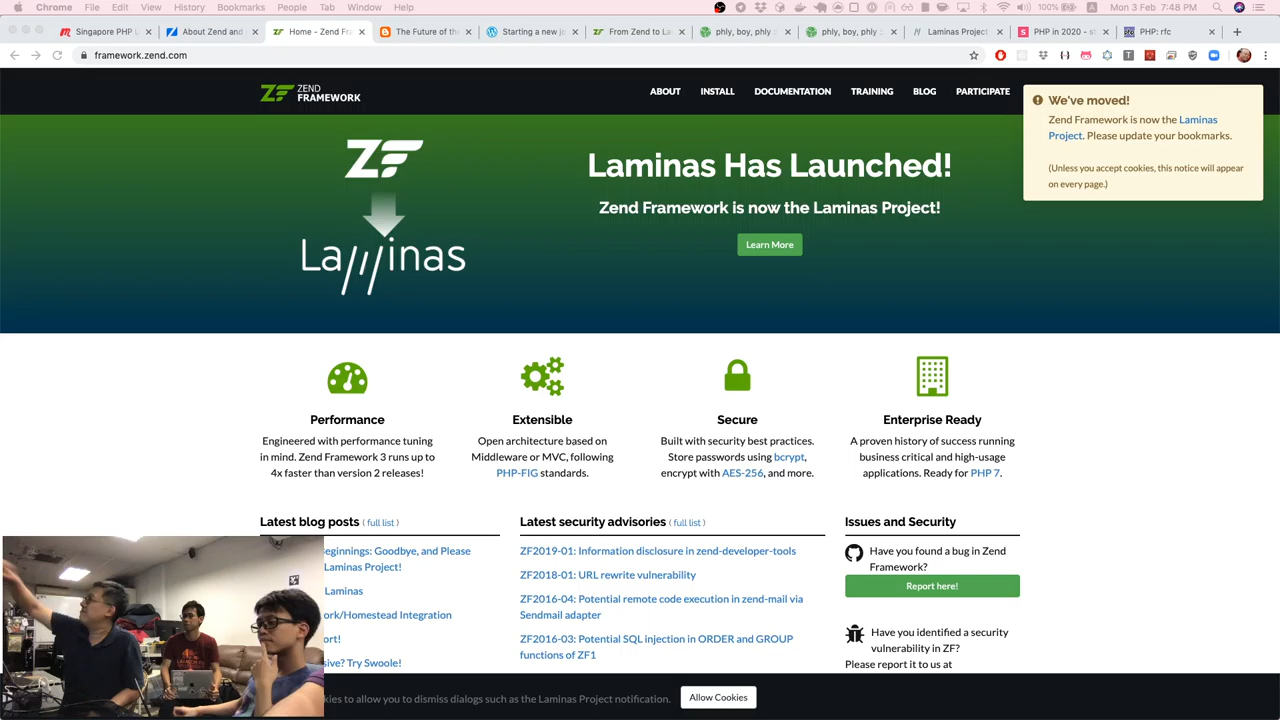 Chrome File Edit View History Bookmarks People Tab Window Help 100% Mon 3 Feb 7:48 PM
Singapore PHP U About Zend and Home - Zend Fra The Future of the Starting a new jo From Zend to La phly, boy, phly phly, boy, phly Laminas Project PHP in 2020 - st PHP: rfc
framework.zend.com
ZF ZEND FRAMEWORK
ABOUT INSTALL DOCUMENTATION TRAINING BLOG PARTICIPATE
We've moved!
Zend Framework is now the Laminas
Project. Please update your bookmarks.
(Unless you accept cookies, this notice will appear
on every page.)
ZF
Laminas
Laminas Has Launched!
Zend Framework is now the Laminas Project!
Learn More
Performance
Engineered with performance tuning
in mind. Zend Framework 3 runs up to
4x faster than version 2 releases!
Extensible
Open architecture based on
Middleware or MVC, following
PHP-FIG standards.
Secure
Built with security best practices.
Store passwords using bcrypt,
encrypt with AES-256, and more.
Enterprise Ready
A proven history of success running
business critical and high-usage
applications. Ready for PHP 7.
Latest blog posts ( full list )
eginnings: Goodbye, and Please
Laminas Project!
Laminas
ork/Homestead Integration
ort!
sive? Try Swoole!
Latest security advisories ( full list )
ZF2019-01: Information disclosure in zend-developer-tools
ZF2018-01: URL rewrite vulnerability
ZF2016-04: Potential remote code execution in zend-mail via
Sendmail adapter
ZF2016-03: Potential SQL injection in ORDER and GROUP
functions of ZF1
Issues and Security
Have you found a bug in Zend
Framework?
Report here!
Have you identified a security
vulnerability in ZF?
Please report it to us at
kies to allow you to dismiss dialogs such as the Laminas Project notification.
Allow Cookies